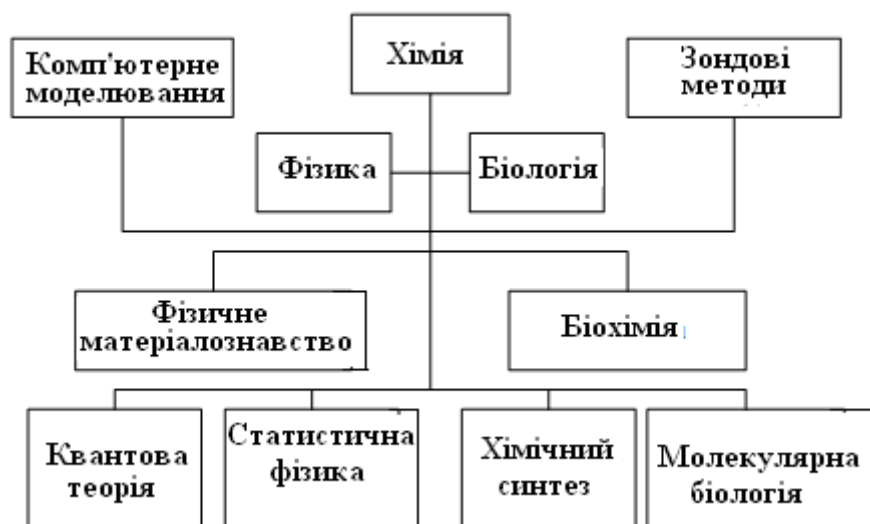 Хімія
Комп'ютерне
моделювання
Зондові
методи
Фізика
Біологія
Фізичне
матеріалознавство
Біохімія
Квантова
теорія
Статистична
фізика
Хімічний
синтез
Молекулярна
біологія